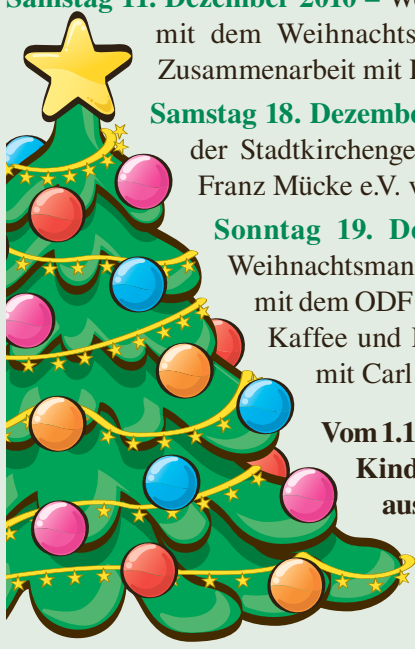 Samstag 11. Dezember 2010 –
mit dem Weihnachts
Zusammenarbeit mit
Samstag 18. Dezembe
der Stadtkirchenge
Franz Mücke e.V. v
Sonntag 19. De
Weihnachtsman
mit dem ODF
Kaffee und
mit Carl
Vom 1.1
Kind
aus